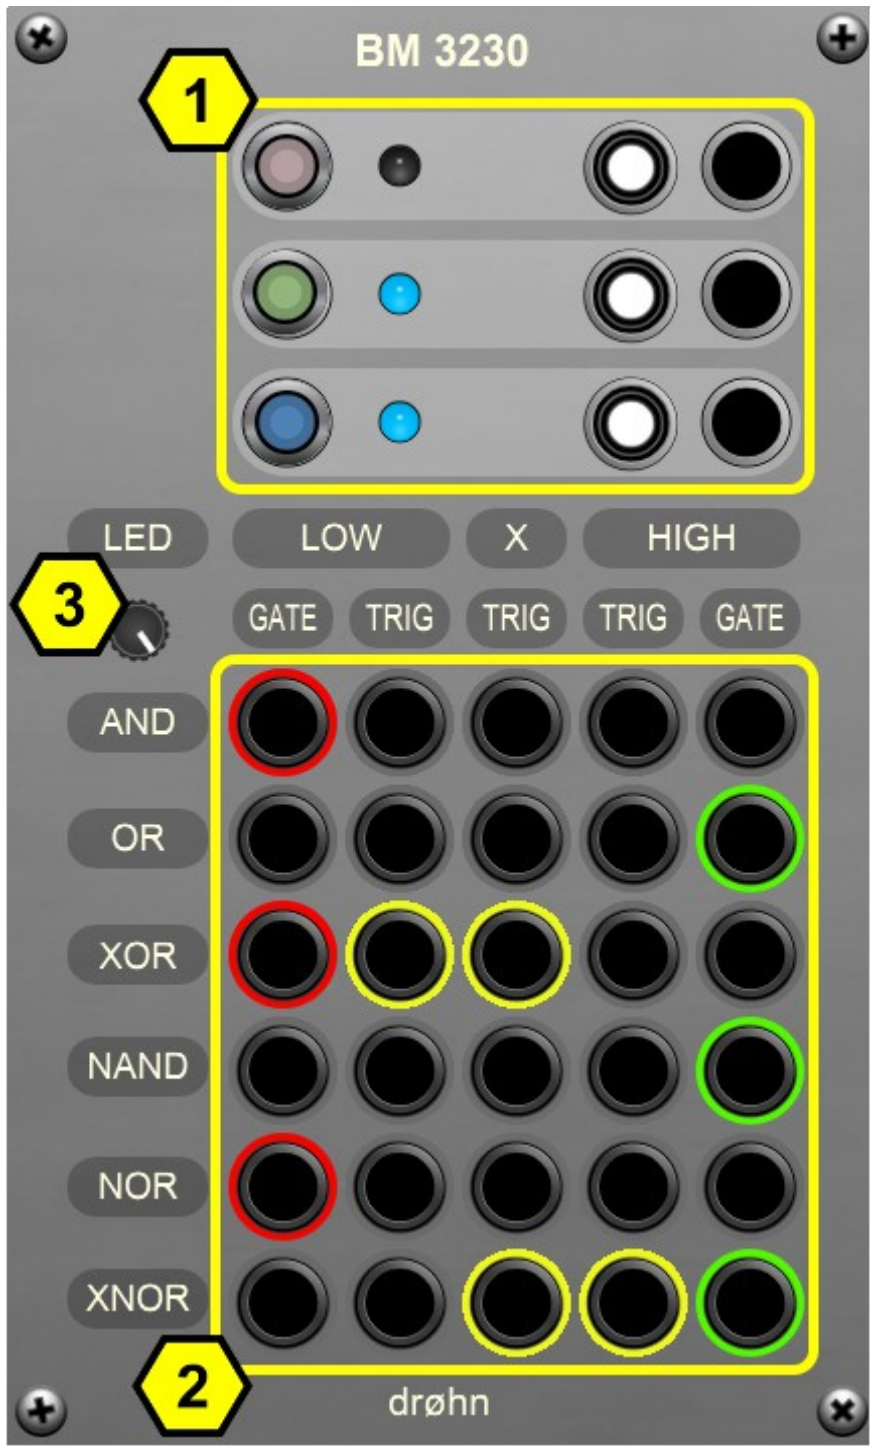 BM 3230
1
LED LOW X HIGH
3
GATE TRIG TRIG TRIG GATE
AND
OR
XOR
NAND
NOR
XNOR
2
drøhn